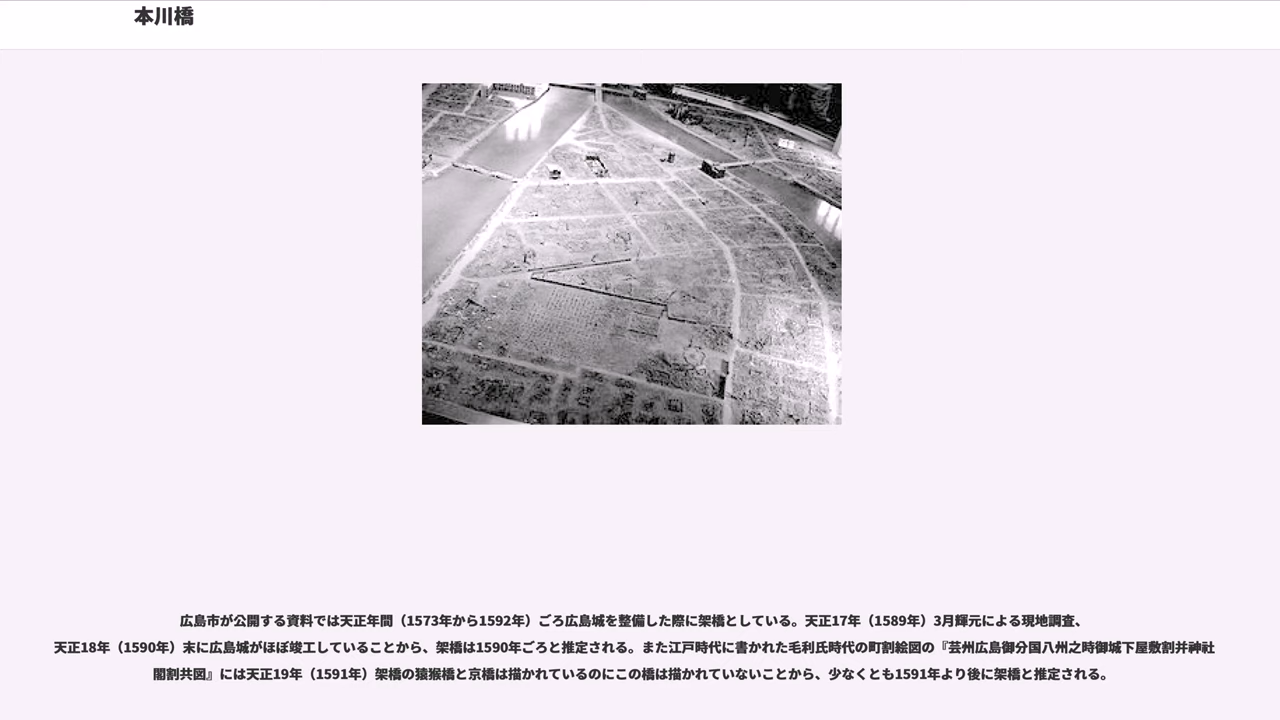 本川橋
広島市が公開する資料では天正年間（1573年から1592年）ごろ広島城を整備した際に架橋としている。天正17年（1589年）3月輝元による現地調査、
天正18年（1590年）末に広島城がほぼ竣工していることから、架橋は1590年ごろと推定される。また江戸時代に書かれた毛利氏時代の町割絵図の『芸州広島御分国八州之時御城下屋敷割并神社
閣割共図』には天正19年（1591年）架橋の猿猴橋と京橋は描かれているのにこの橋は描かれていないことから、少なくとも1591年より後に架橋と推定される。